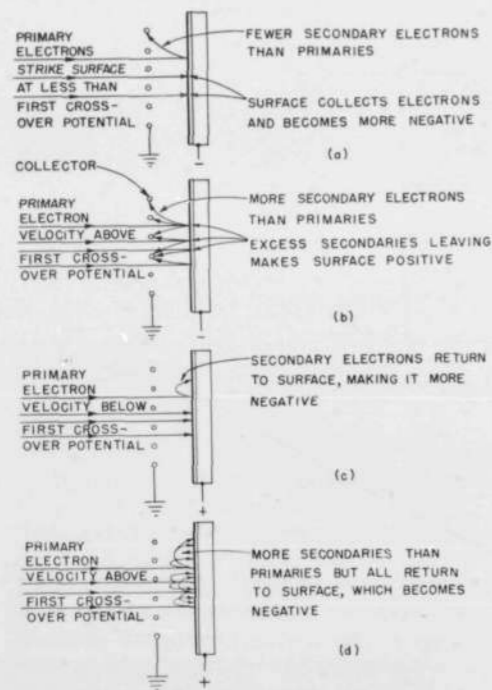 PRIMARY
ELECTRONS
STRIKE SURFACE
AT LESS THAN
FIRST CROSS-
OVER POTENTIAL
FEWER SECONDARY ELECTRONS
THAN PRIMARIES
SURFACE COLLECTS ELECTRONS
AND BECOMES MORE NEGATIVE
−
(a)
COLLECTOR
PRIMARY
ELECTRON
VELOCITY ABOVE
FIRST CROSS-
OVER POTENTIAL
MORE SECONDARY ELECTRONS
THAN PRIMARIES
EXCESS SECONDARIES LEAVING
MAKES SURFACE POSITIVE
−
(b)
PRIMARY
ELECTRON
VELOCITY BELOW
FIRST CROSS-
OVER POTENTIAL
SECONDARY ELECTRONS RETURN
TO SURFACE, MAKING IT MORE
NEGATIVE
+
(c)
PRIMARY
ELECTRON
VELOCITY ABOVE
FIRST CROSS-
OVER POTENTIAL
MORE SECONDARIES THAN
PRIMARIES BUT ALL RETURN
TO SURFACE, WHICH BECOMES
NEGATIVE
+
(d)